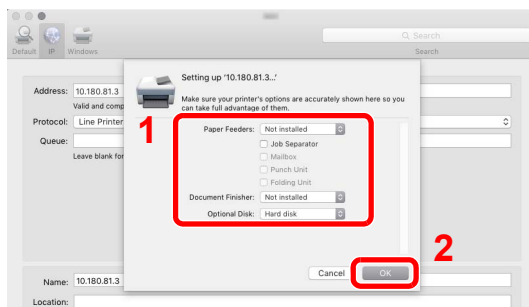 Search
Default IP Windows Search
Setting up '10.180.81.3...'
Address: 10.180.81.3
Make sure your printer's options are accurately shown here so you
can take full advantage of them.
Valid and comp
Protocol: Line Printer
1
Paper Feeders: Not installed
Queue:
Job Separator
Leave blank for
Mailbox
Punch Unit
Folding Unit
Document Finisher: Not installed
Optional Disk: Hard disk
2
Cancel OK
Name: 10.180.81.3
Location: